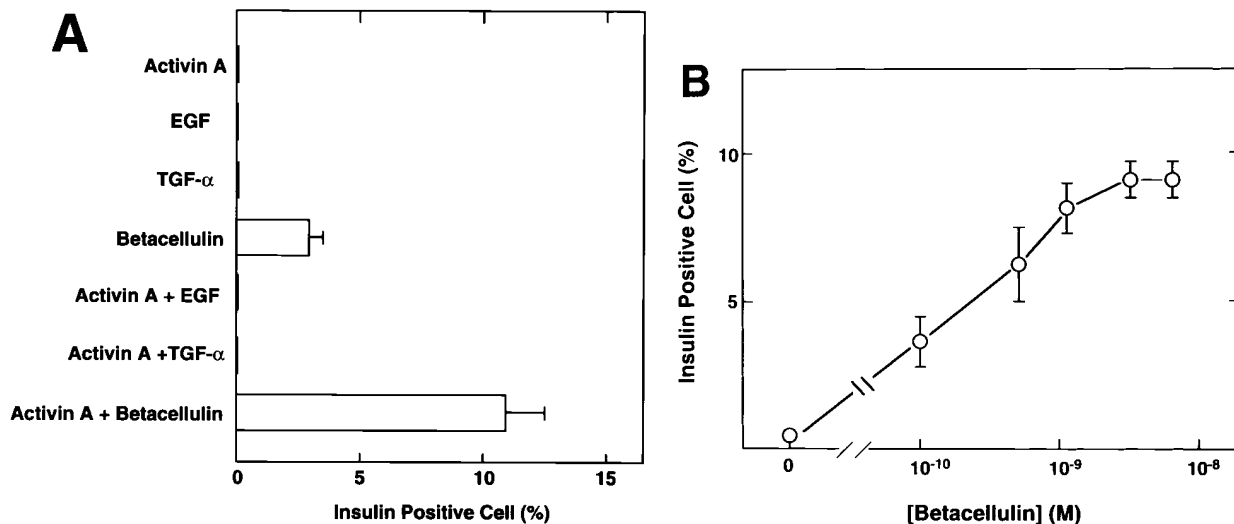 A
Activin A
EGF
TGF-α
Betacellulin
Activin A + EGF
Activin A +TGF-α
Activin A + Betacellulin
0
5
10
15
Insulin Positive Cell (%)
B
10
5
Insulin Positive Cell (%)
0
10⁻¹⁰
10⁻⁹
10⁻⁸
[Betacellulin] (M)